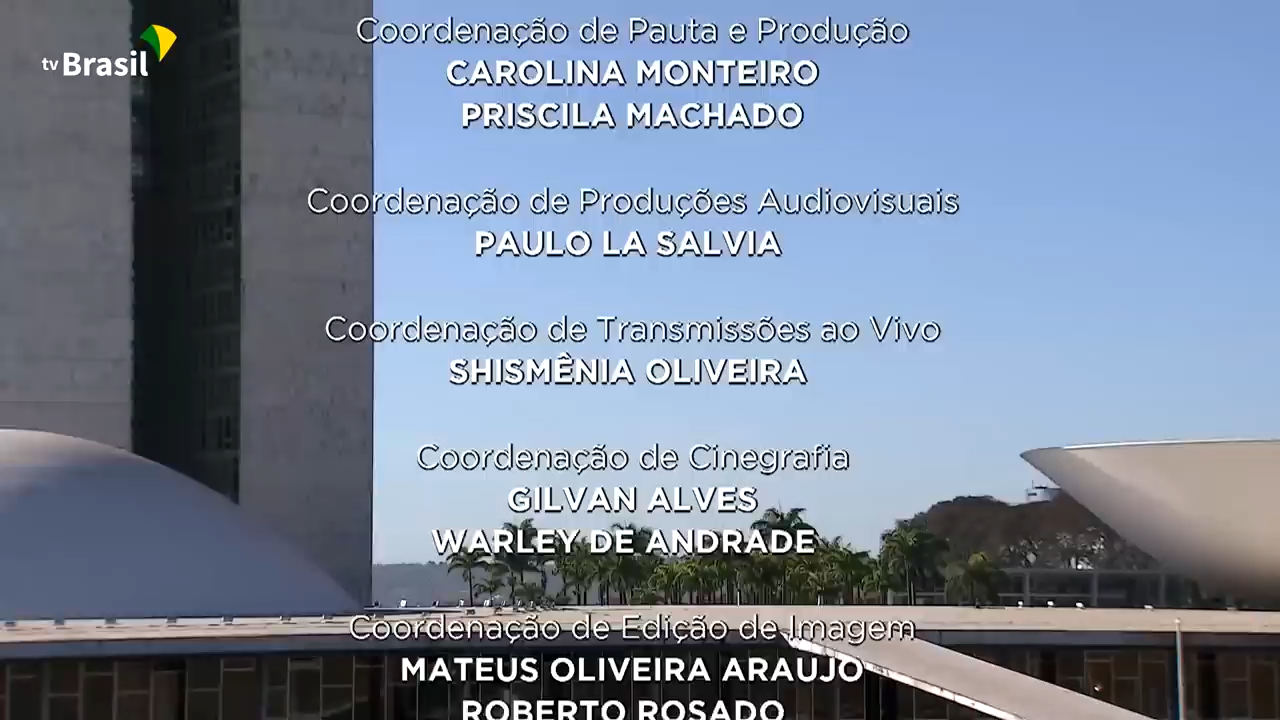 tv Brasil
Coordenação de Pauta e Produção
CAROLINA MONTEIRO
PRISCILA MACHADO
Coordenação de Produções Audiovisuais
PAULO LA SALVIA
Coordenação de Transmissões ao Vivo
SHISMÊNIA OLIVEIRA
Coordenação de Cinegrafia
GILVAN ALVES
WARLEY DE ANDRADE
Coordenação de Edição de Imagem
MATEUS OLIVEIRA ARAUJO
ROBERTO ROSADO